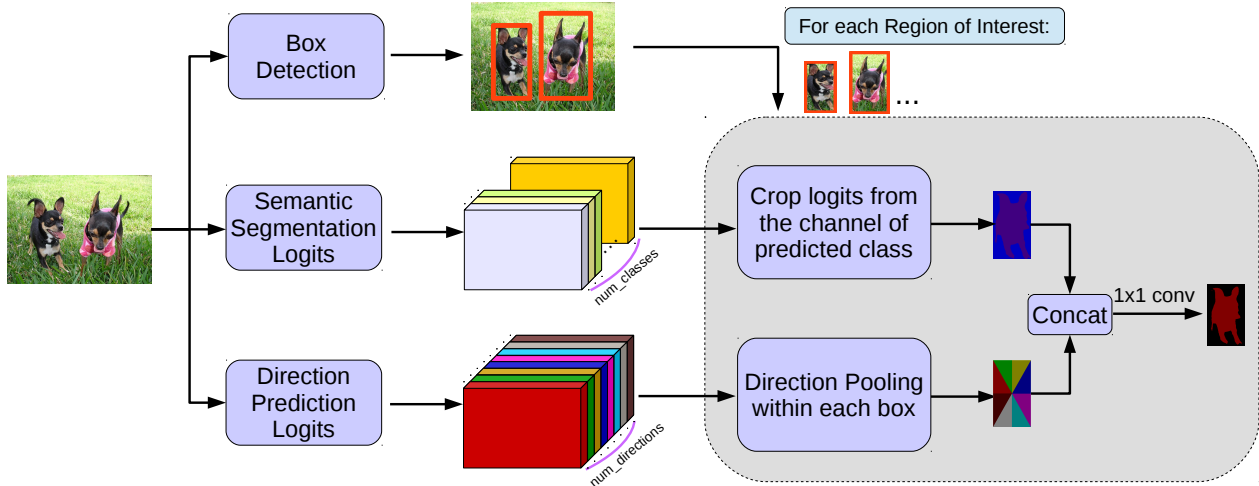 Box
Detection
For each Region of Interest:
...
Semantic
Segmentation
Logits
num_classes
Crop logits from
the channel of
predicted class
1x1 conv
Concat
Direction
Prediction
Logits
num_directions
Direction Pooling
within each box